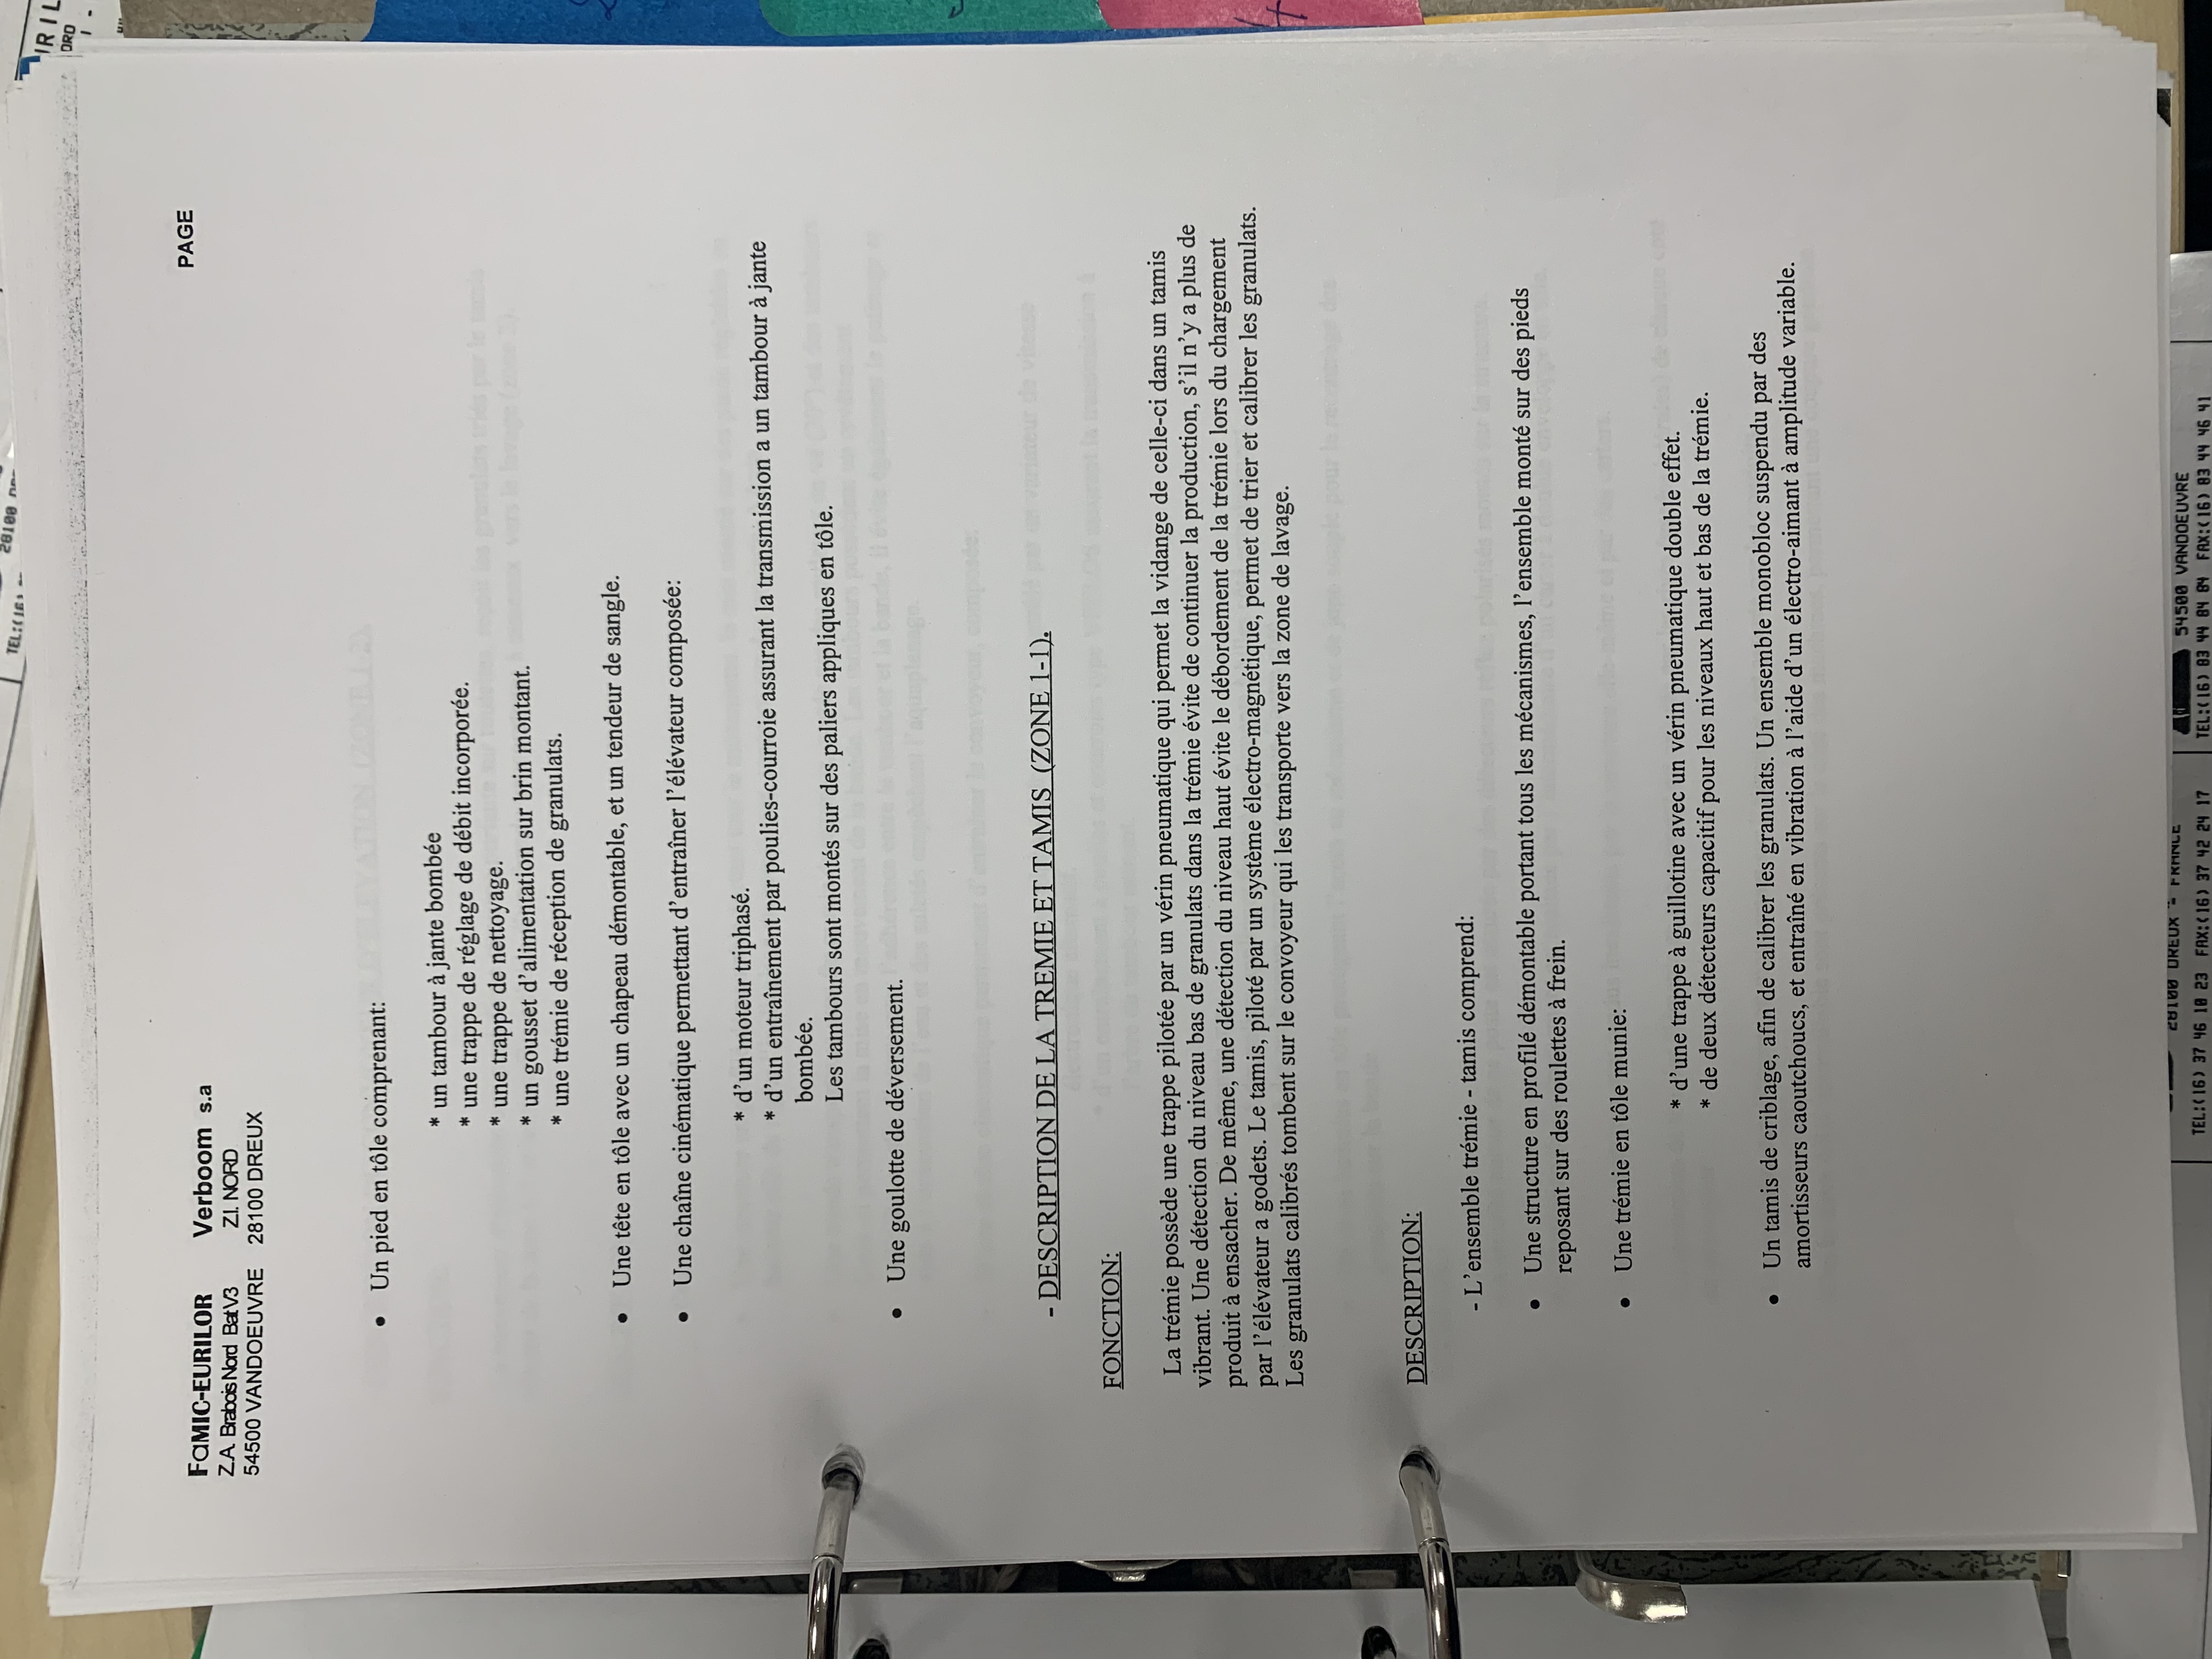 TEL:(16)
28100
FaMIC-EURILOR Verboom s.a PAGE
Z.A. Brabois Nord Bat V3 Z.I. NORD
54500 VANDOEUVRE 28100 DREUX
• Un pied en tôle comprenant:
* un tambour à jante bombée
* une trappe de réglage de débit incorporée.
* une trappe de nettoyage.
* un gousset d'alimentation sur brin montant.
* une trémie de réception de granulats.
• Une tête en tôle avec un chapeau démontable, et un tendeur de sangle.
• Une chaîne cinématique permettant d'entraîner l'élévateur composée:
* d'un moteur triphasé.
* d'un entraînement par poulies-courroie assurant la transmission a un tambour à jante
bombée.
Les tambours sont montés sur des paliers appliques en tôle.
• Une goulotte de déversement.
- DESCRIPTION DE LA TREMIE ET TAMIS (ZONE 1-1).
FONCTION:
La trémie possède une trappe pilotée par un vérin pneumatique qui permet la vidange de celle-ci dans un tamis
vibrant. Une détection du niveau bas de granulats dans la trémie évite de continuer la production, s'il n'y a plus de
produit à ensacher. De même, une détection du niveau haut évite le débordement de la trémie lors du chargement
par l'élévateur a godets. Le tamis, piloté par un système électro-magnétique, permet de trier et calibrer les granulats.
Les granulats calibrés tombent sur le convoyeur qui les transporte vers la zone de lavage.
DESCRIPTION:
- L'ensemble trémie - tamis comprend:
• Une structure en profilé démontable portant tous les mécanismes, l'ensemble monté sur des pieds
reposant sur des roulettes à frein.
• Une trémie en tôle munie:
* d'une trappe à guillotine avec un vérin pneumatique double effet.
* de deux détecteurs capacitif pour les niveaux haut et bas de la trémie.
• Un tamis de criblage, afin de calibrer les granulats. Un ensemble monobloc suspendu par des
amortisseurs caoutchoucs, et entraîné en vibration à l'aide d'un électro-aimant à amplitude variable.
28100 DREUX - FRANCE
TEL:(16) 37 46 18 23 FAX:(16) 37 42 24 17
54500 VANDOEUVRE
TEL:(16) 83 44 84 84 FAX:(16) 83 44 46 41